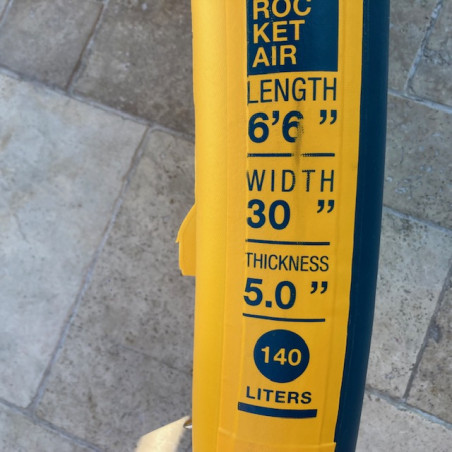 ROC
KET
AIR
LENGTH
6’6 ”
WIDTH
30 ”
THICKNESS
5.0 ”
140
LITERS